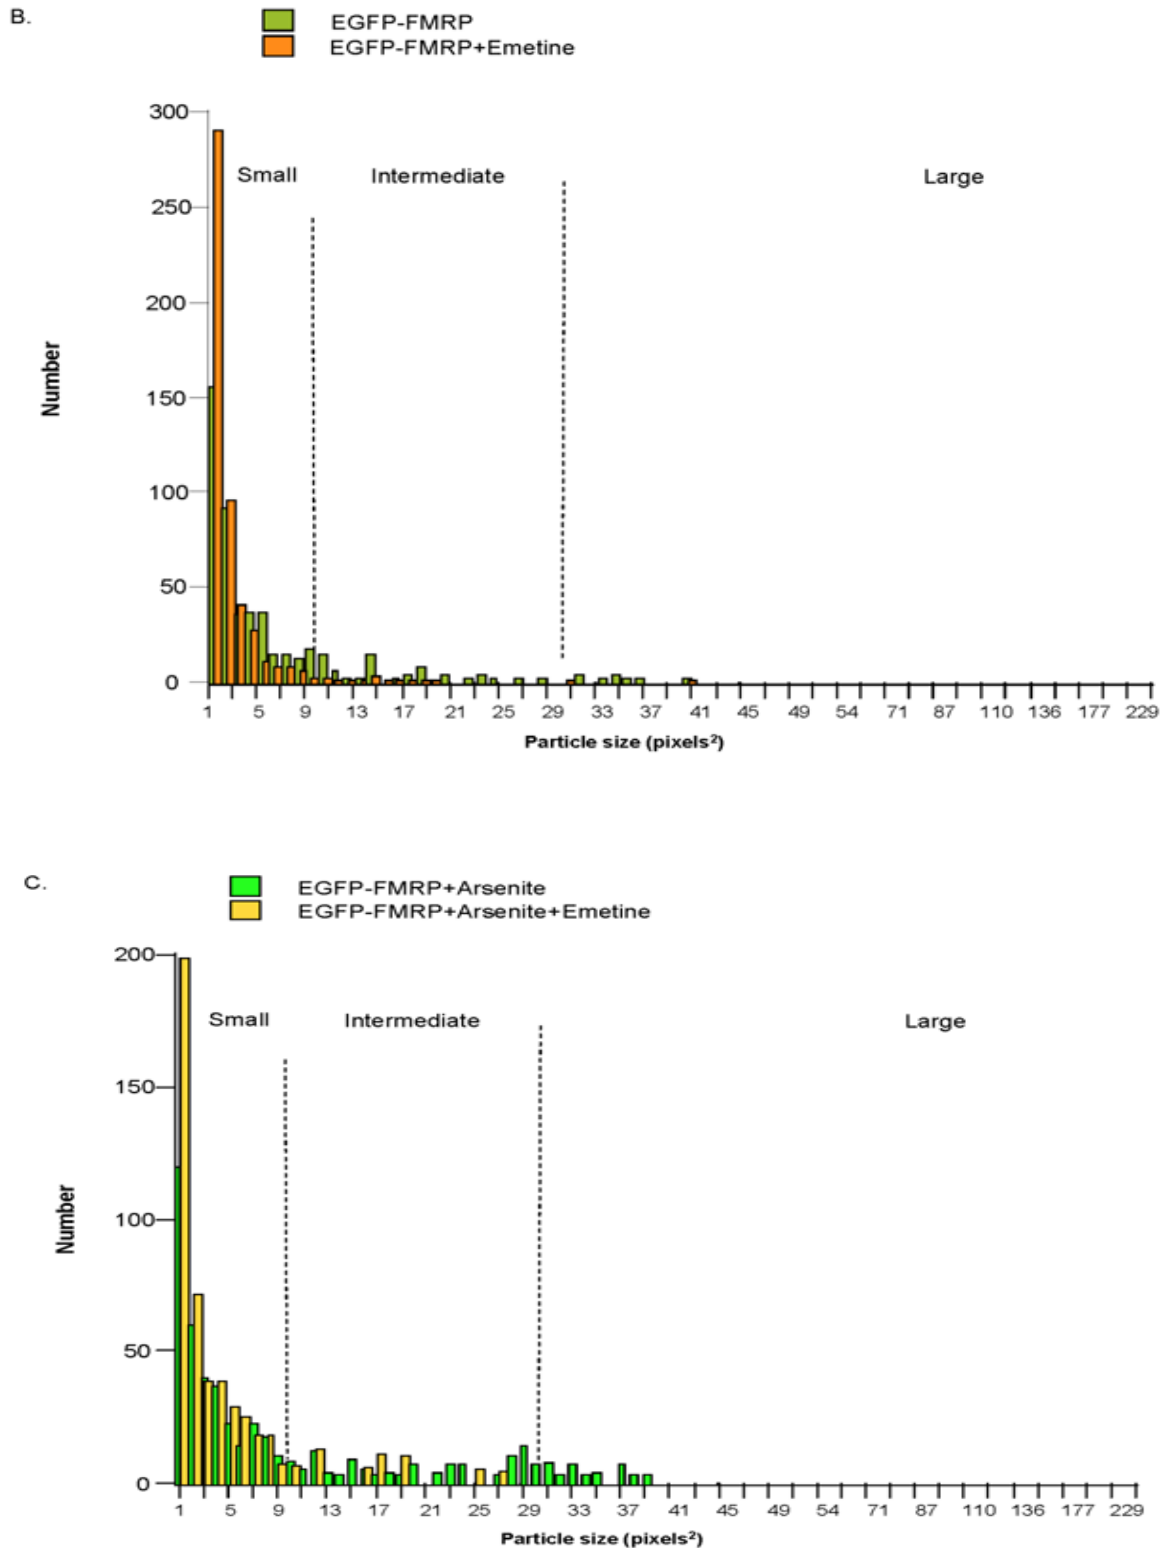 B.
EGFP-FMRP
EGFP-FMRP+Emetine
300
250
200
150
100
50
0
Number
Small Intermediate Large
1 5 9 13 17 21 25 29 33 37 41 45 49 54 71 87 110 136 177 229
Particle size (pixels²)
C.
EGFP-FMRP+Arsenite
EGFP-FMRP+Arsenite+Emetine
200
150
100
50
0
Number
Small Intermediate Large
1 5 9 13 17 21 25 29 33 37 41 45 49 54 71 87 110 136 177 229
Particle size (pixels²)